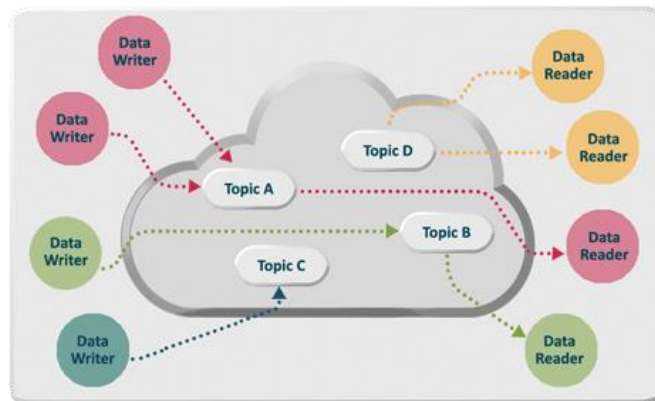 Data
Writer
Data
Reader
Data
Writer
Topic D
Data
Reader
Topic A
Data
Writer
Topic B
Data
Reader
Topic C
Data
Writer
Data
Reader